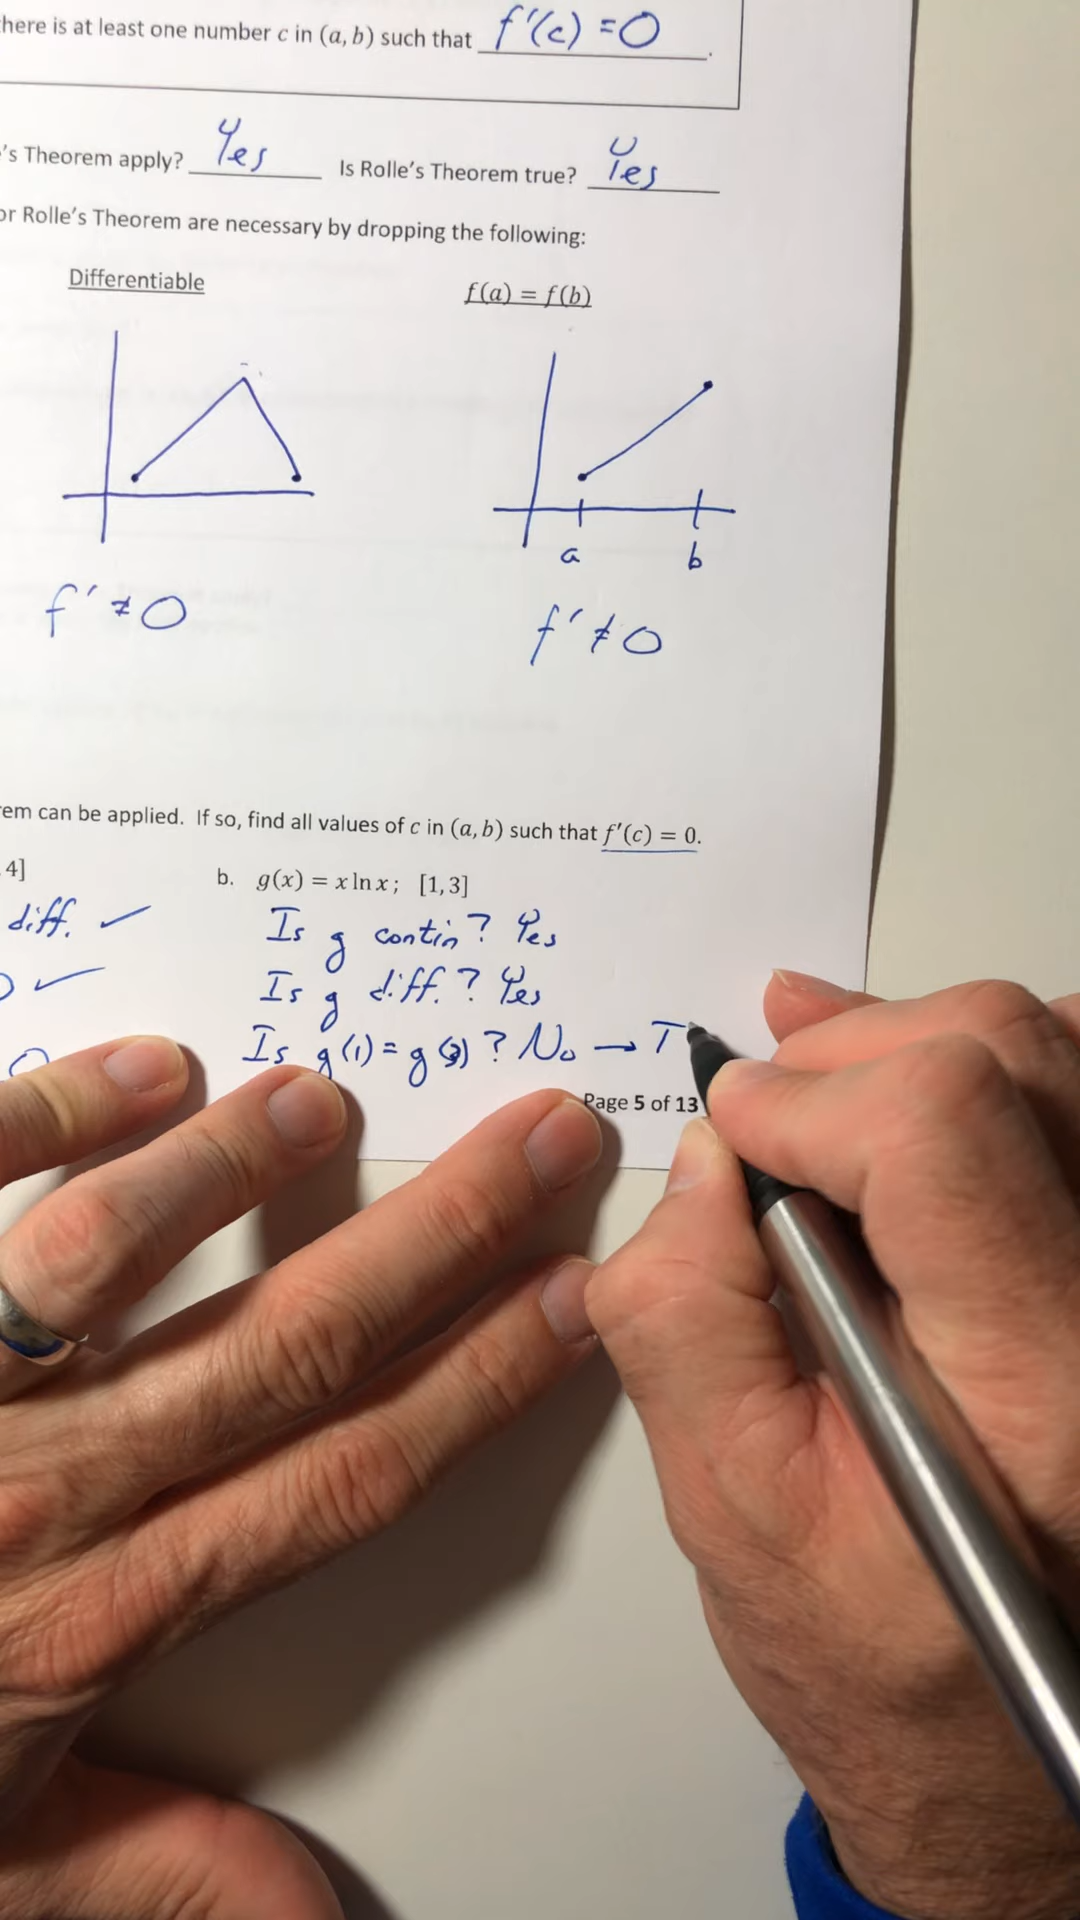 there is at least one number c in (a, b) such that f'(c) = 0.
's Theorem apply? Yes Is Rolle's Theorem true? Yes
or Rolle's Theorem are necessary by dropping the following:
Differentiable f(a) = f(b)
a b
f' ≠ 0 f' ≠ 0
em can be applied. If so, find all values of c in (a, b) such that f'(c) = 0.
4] b. g(x) = x ln x; [1,3]
diff. ✓ Is g contin? Yes
0 ✓ Is g diff.? Yes
Is g(1) = g(3)? No → T
Page 5 of 13